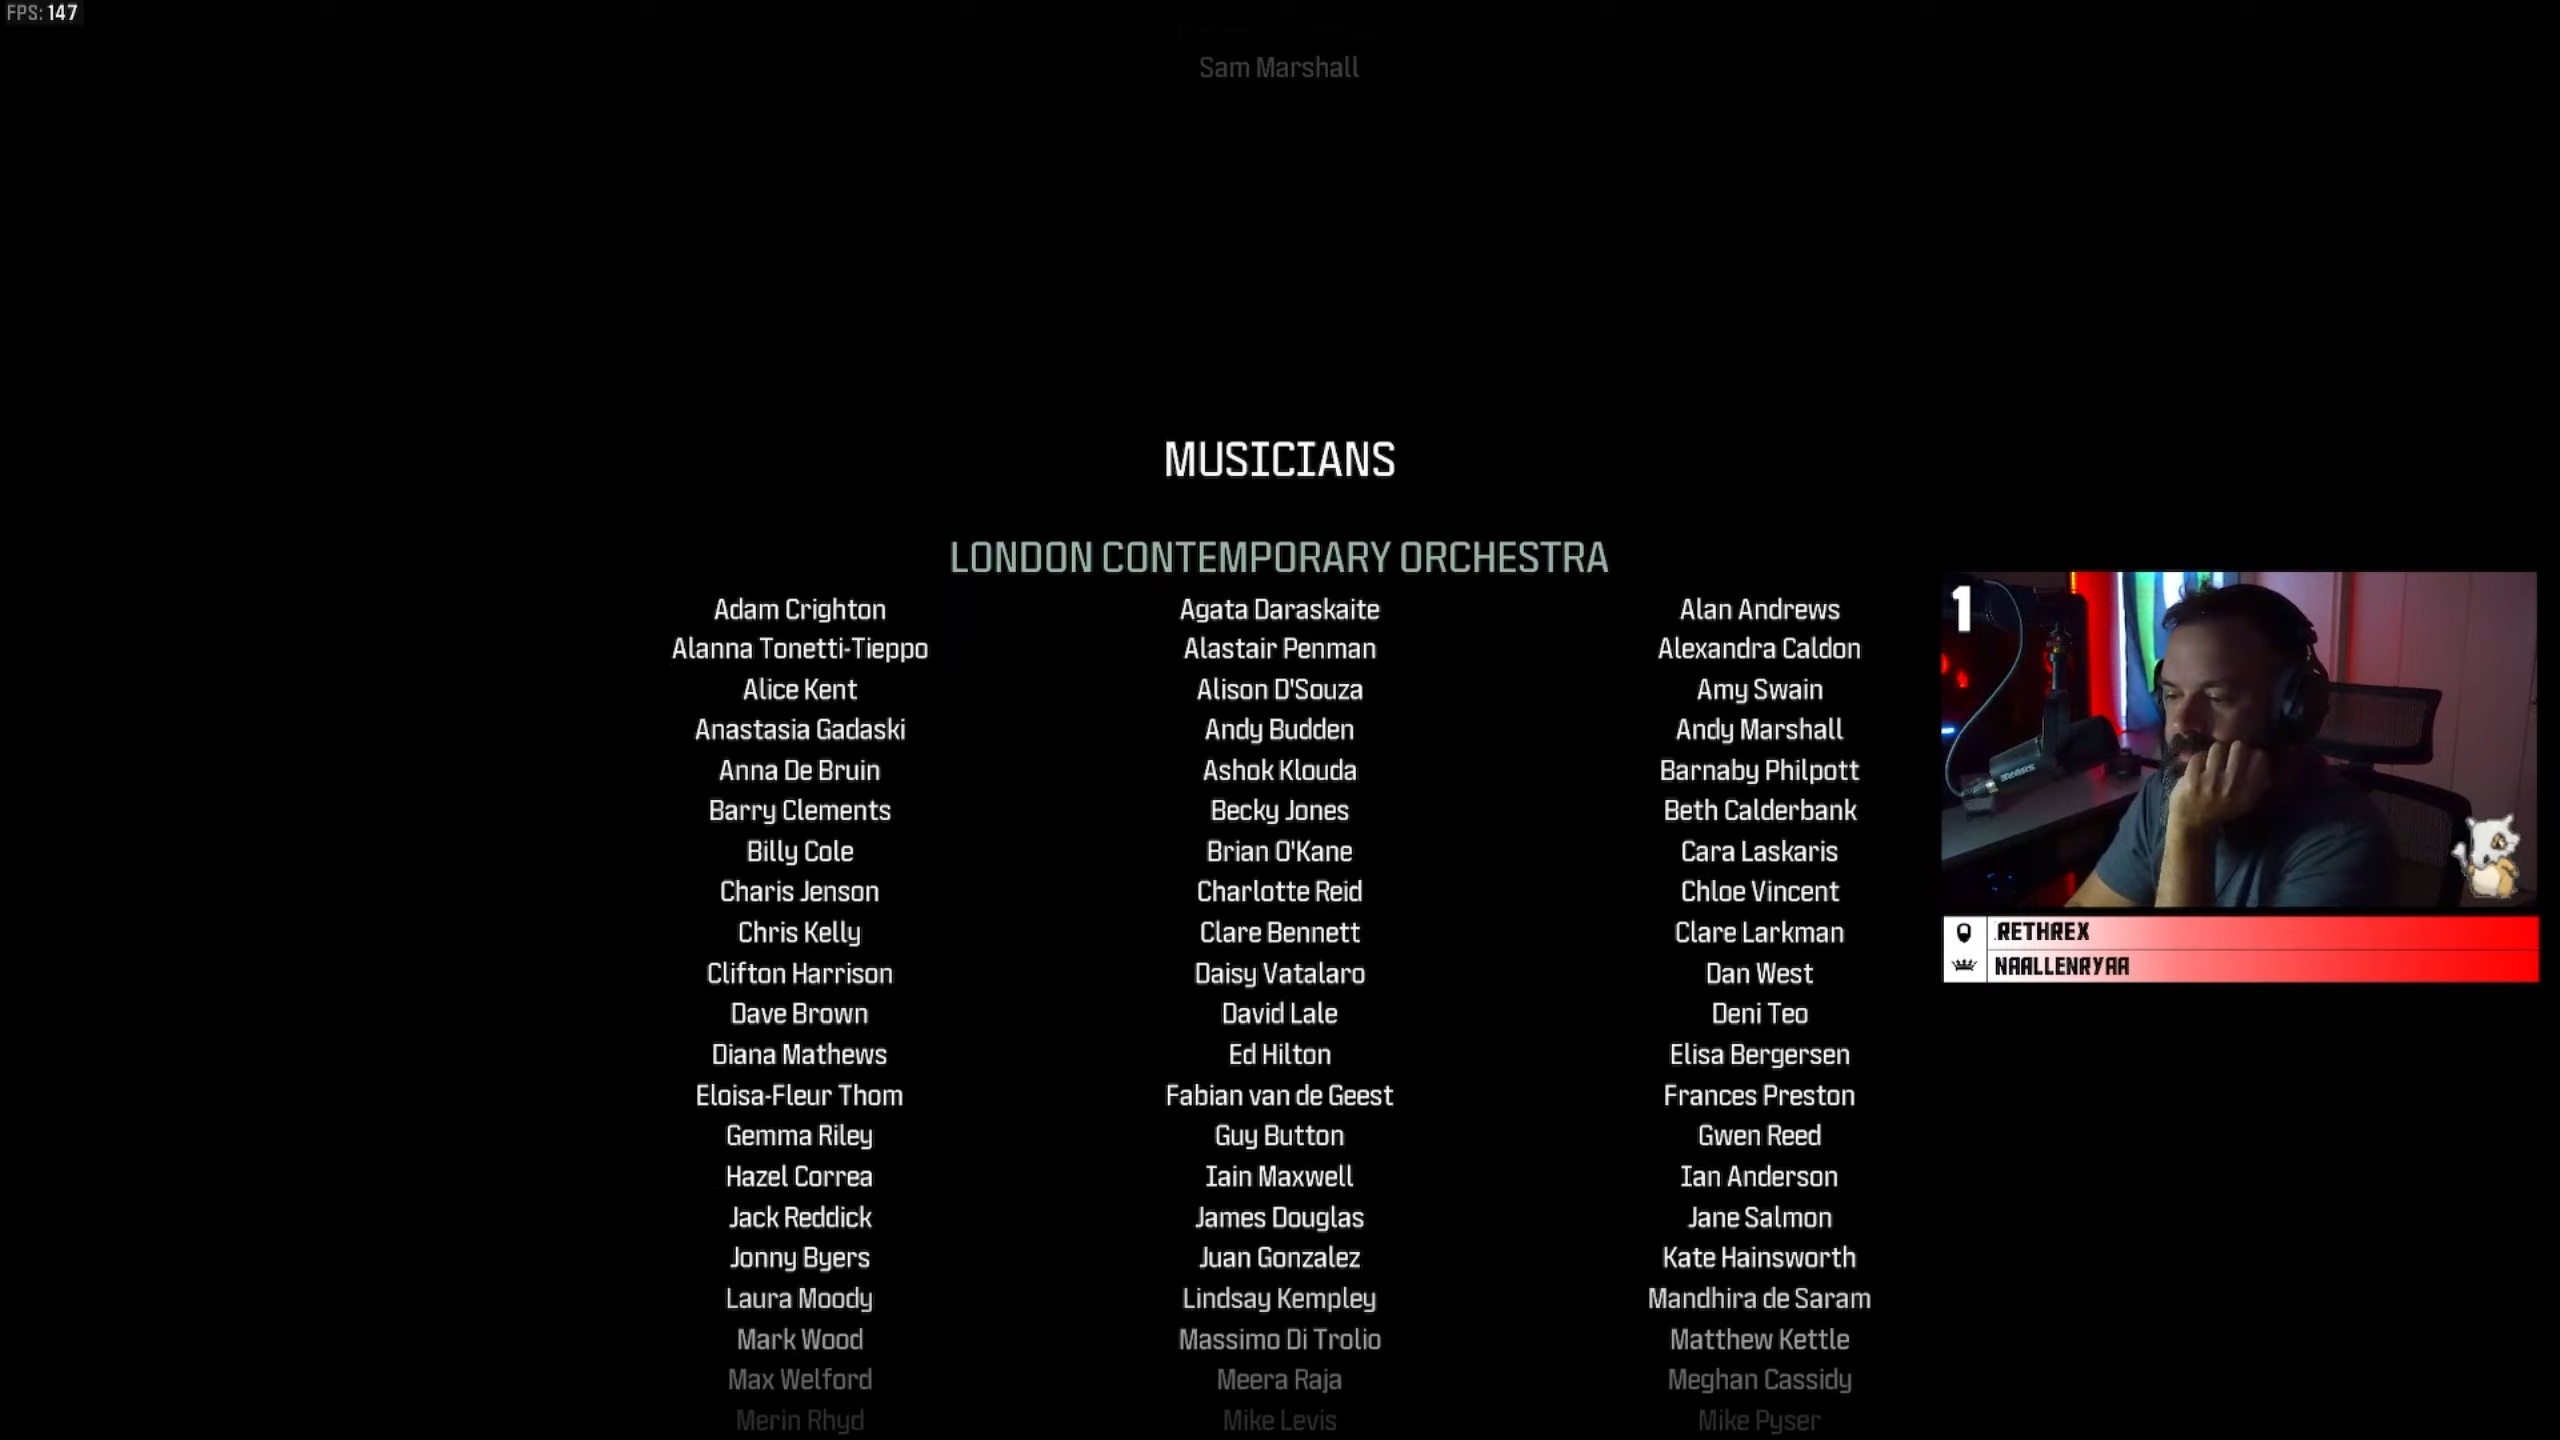 FPS: 147
Sam Marshall
MUSICIANS
LONDON CONTEMPORARY ORCHESTRA
Adam Crighton Agata Daraskaite Alan Andrews
Alanna Tonetti-Tieppo Alastair Penman Alexandra Caldon
Alice Kent Alison D'Souza Amy Swain
Anastasia Gadaski Andy Budden Andy Marshall
Anna De Bruin Ashok Klouda Barnaby Philpott
Barry Clements Becky Jones Beth Calderbank
Billy Cole Brian O'Kane Cara Laskaris
Charis Jenson Charlotte Reid Chloe Vincent
Chris Kelly Clare Bennett Clare Larkman
Clifton Harrison Daisy Vatalaro Dan West
Dave Brown David Lale Deni Teo
Diana Mathews Ed Hilton Elisa Bergersen
Eloisa-Fleur Thom Fabian van de Geest Frances Preston
Gemma Riley Guy Button Gwen Reed
Hazel Correa Iain Maxwell Ian Anderson
Jack Reddick James Douglas Jane Salmon
Jonny Byers Juan Gonzalez Kate Hainsworth
Laura Moody Lindsay Kempley Mandhira de Saram
Mark Wood Massimo Di Trolio Matthew Kettle
Max Welford Meera Raja Meghan Cassidy
Merin Rhyd Mike Levis Mike Pyser
1
SHURE
.RETHREX
NAALLENRYAA